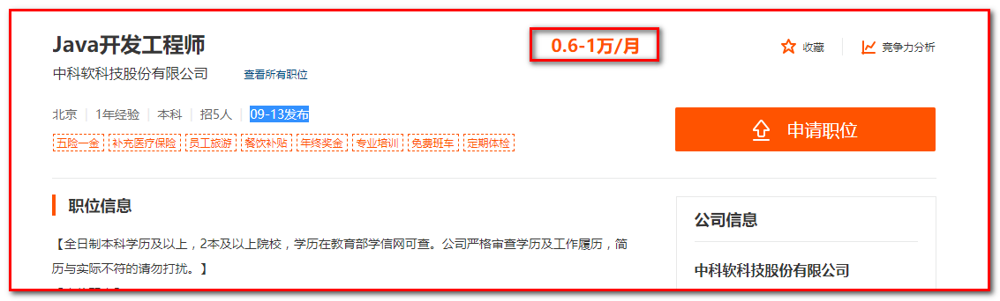 Java开发工程师
0.6-1万/月
收藏
竞争力分析
中科软科技股份有限公司 查看所有职位
北京 | 1年经验 | 本科 | 招5人 | 09-13发布
申请职位
五险一金 补充医疗保险 员工旅游 餐饮补贴 年终奖金 专业培训 免费班车 定期体检
职位信息
【全日制本科学历及以上，2本及以上院校，学历在教育部学信网可查。公司严格审查学历及工作履历，简
历与实际不符的请勿打扰。】
公司信息
中科软科技股份有限公司